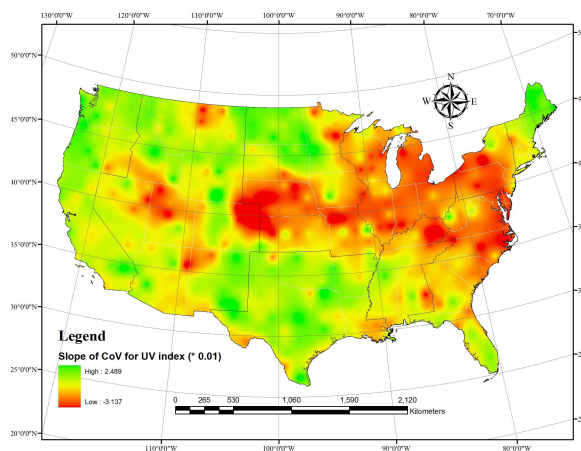 130°0'0"W 120°0'0"W 110°0'0"W 100°0'0"W 90°0'0"W 80°0'0"W 70°0'0"W
50°0'0"N
45°0'0"N
40°0'0"N
35°0'0"N
30°0'0"N
25°0'0"N
20°0'0"N
N
W E
S
Legend
Slope of CoV for UV index (* 0.01)
High : 2.489
Low : -3.137
0 265 530 1,060 1,590 2,120
Kilometers
110°0'0"W 100°0'0"W 90°0'0"W 80°0'0"W